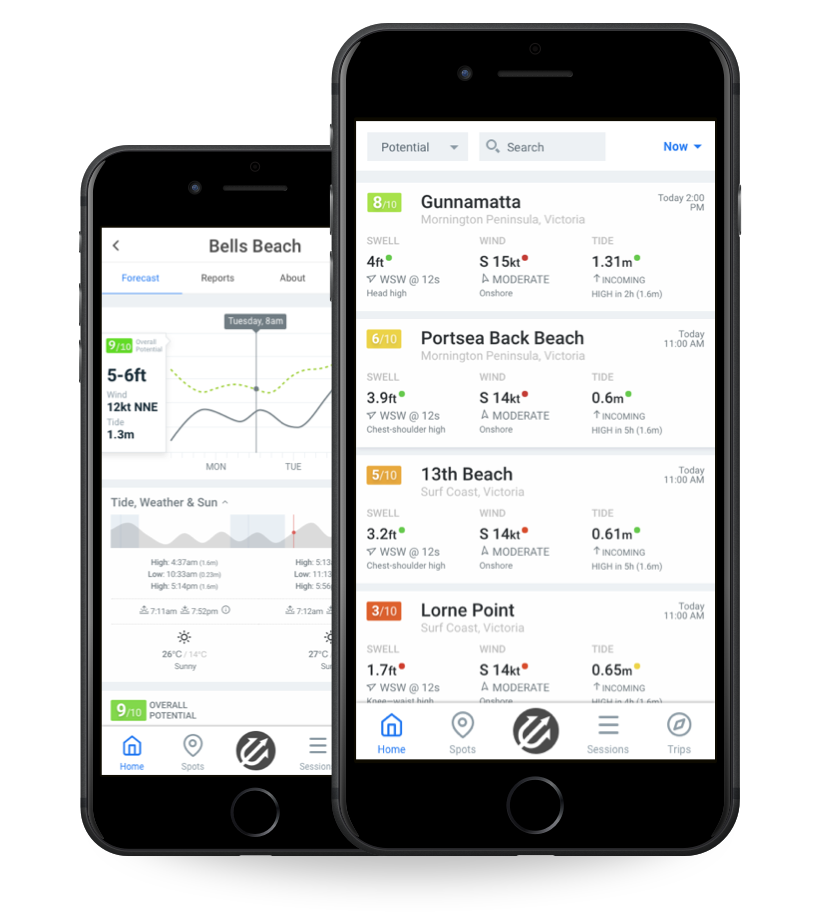 Bells Beach
Forecast Reports About
Tuesday, 8am
9/10 Overall Potential
5-6ft
Wind
12kt NNE
Tide
1.3m
MON TUE
Tide, Weather & Sun
High: 4:37am (1.6m) High: 5:13
Low: 10:33am (0.23m) Low: 11:13
High: 5:14pm (1.6m) High: 5:56
7:11am 7:52pm 7:12am
26°C / 14°C 27°C
Sunny Su
9/10 OVERALL POTENTIAL
Home Spots Session
Potential Search Now
8/10 Gunnamatta Today 2:00 PM
Mornington Peninsula, Victoria
SWELL WIND TIDE
4ft S 15kt 1.31m
WSW @ 12s MODERATE INCOMING
Head high Onshore HIGH in 2h (1.6m)
6/10 Portsea Back Beach Today 11:00 AM
Mornington Peninsula, Victoria
SWELL WIND TIDE
3.9ft S 14kt 0.6m
WSW @ 12s MODERATE INCOMING
Chest-shoulder high Onshore HIGH in 5h (1.6m)
5/10 13th Beach Today 11:00 AM
Surf Coast, Victoria
SWELL WIND TIDE
3.2ft S 14kt 0.61m
WSW @ 12s MODERATE INCOMING
Chest-shoulder high Onshore HIGH in 5h (1.6m)
3/10 Lorne Point Today 11:00 AM
Surf Coast, Victoria
SWELL WIND TIDE
1.7ft S 14kt 0.65m
WSW @ 12s MODERATE INCOMING
Knee–waist high Onshore HIGH in 4h (1.6m)
Home Spots Sessions Trips